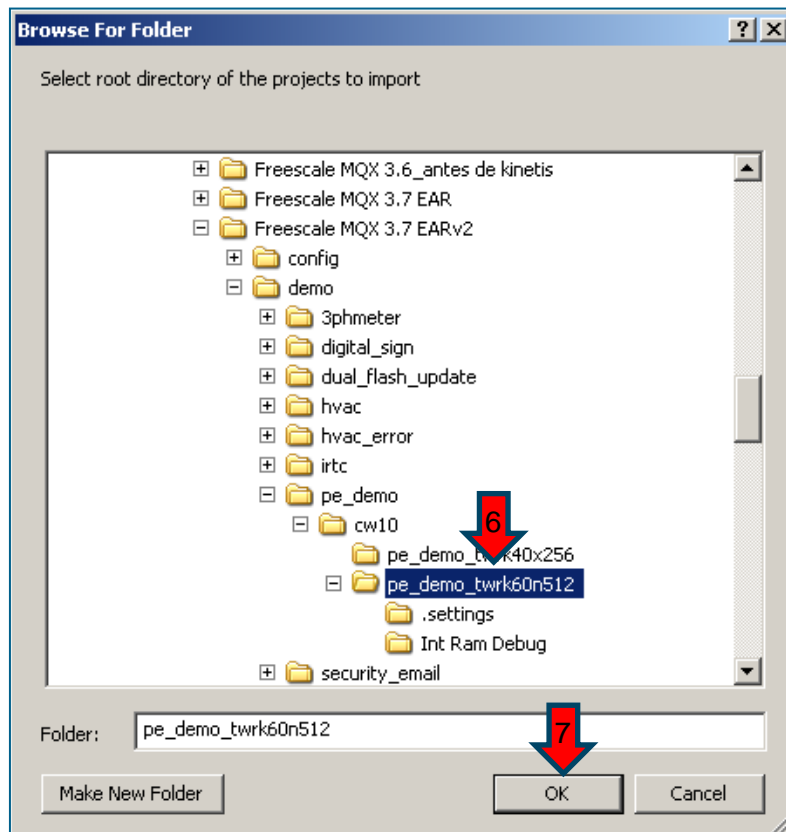 Browse For Folder
Select root directory of the projects to import
Freescale MQX 3.6_antes de kinetis
Freescale MQX 3.7 EAR
Freescale MQX 3.7 EARv2
config
demo
3phmeter
digital_sign
dual_flash_update
hvac
hvac_error
irtc
pe_demo
cw10
6
pe_demo_twrk40x256
pe_demo_twrk60n512
.settings
Int Ram Debug
security_email
Folder: pe_demo_twrk60n512
7
Make New Folder OK Cancel